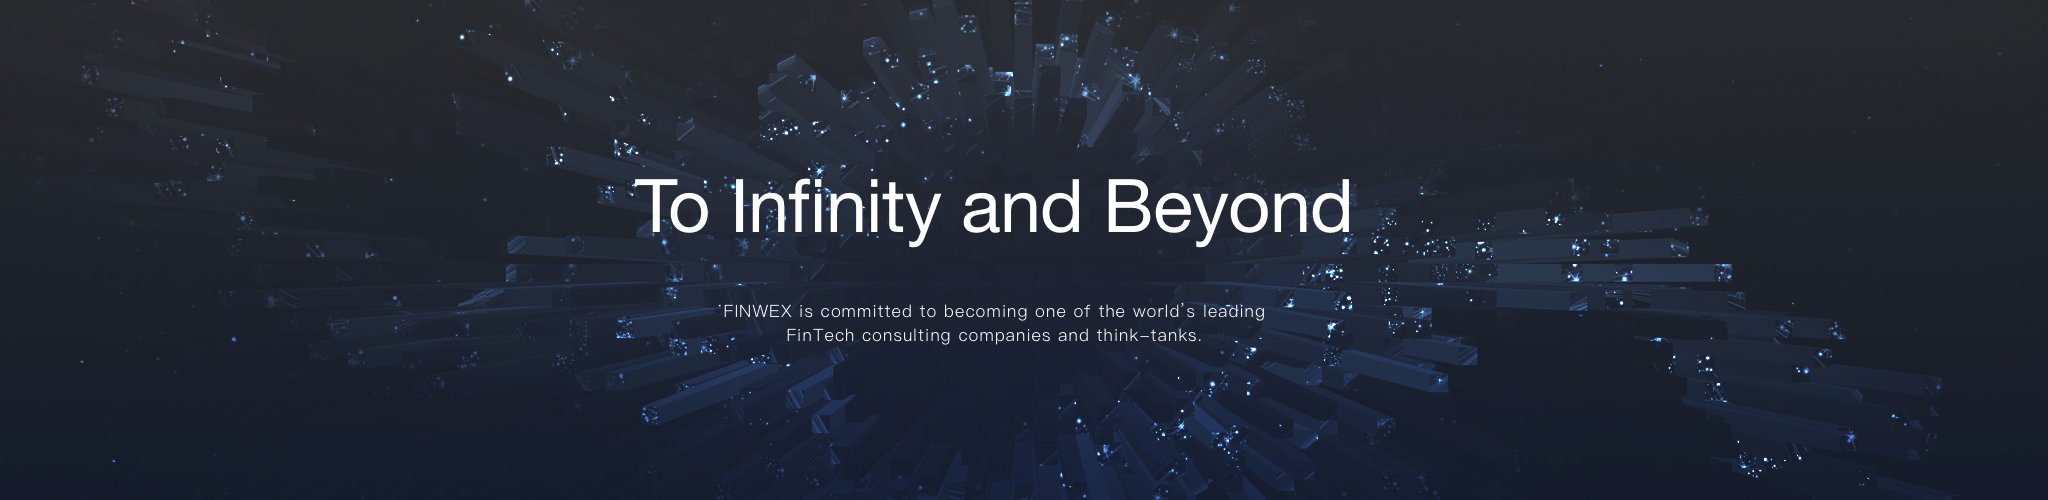 To Infinity and Beyond
‘FINWEX is committed to becoming one of the world’s leading
FinTech consulting companies and think-tanks.